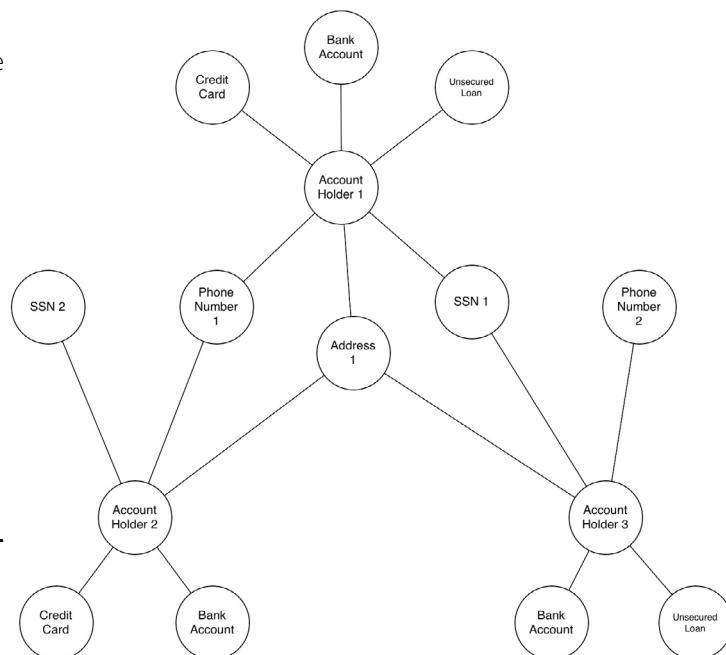 e
Bank
Account
Credit
Card
Unsecured
Loan
Account
Holder 1
SSN 2
Phone
Number
1
SSN 1
Phone
Number
2
Address
1
Account
Holder 2
Account
Holder 3
Credit
Card
Bank
Account
Bank
Account
Unsecured
Loan